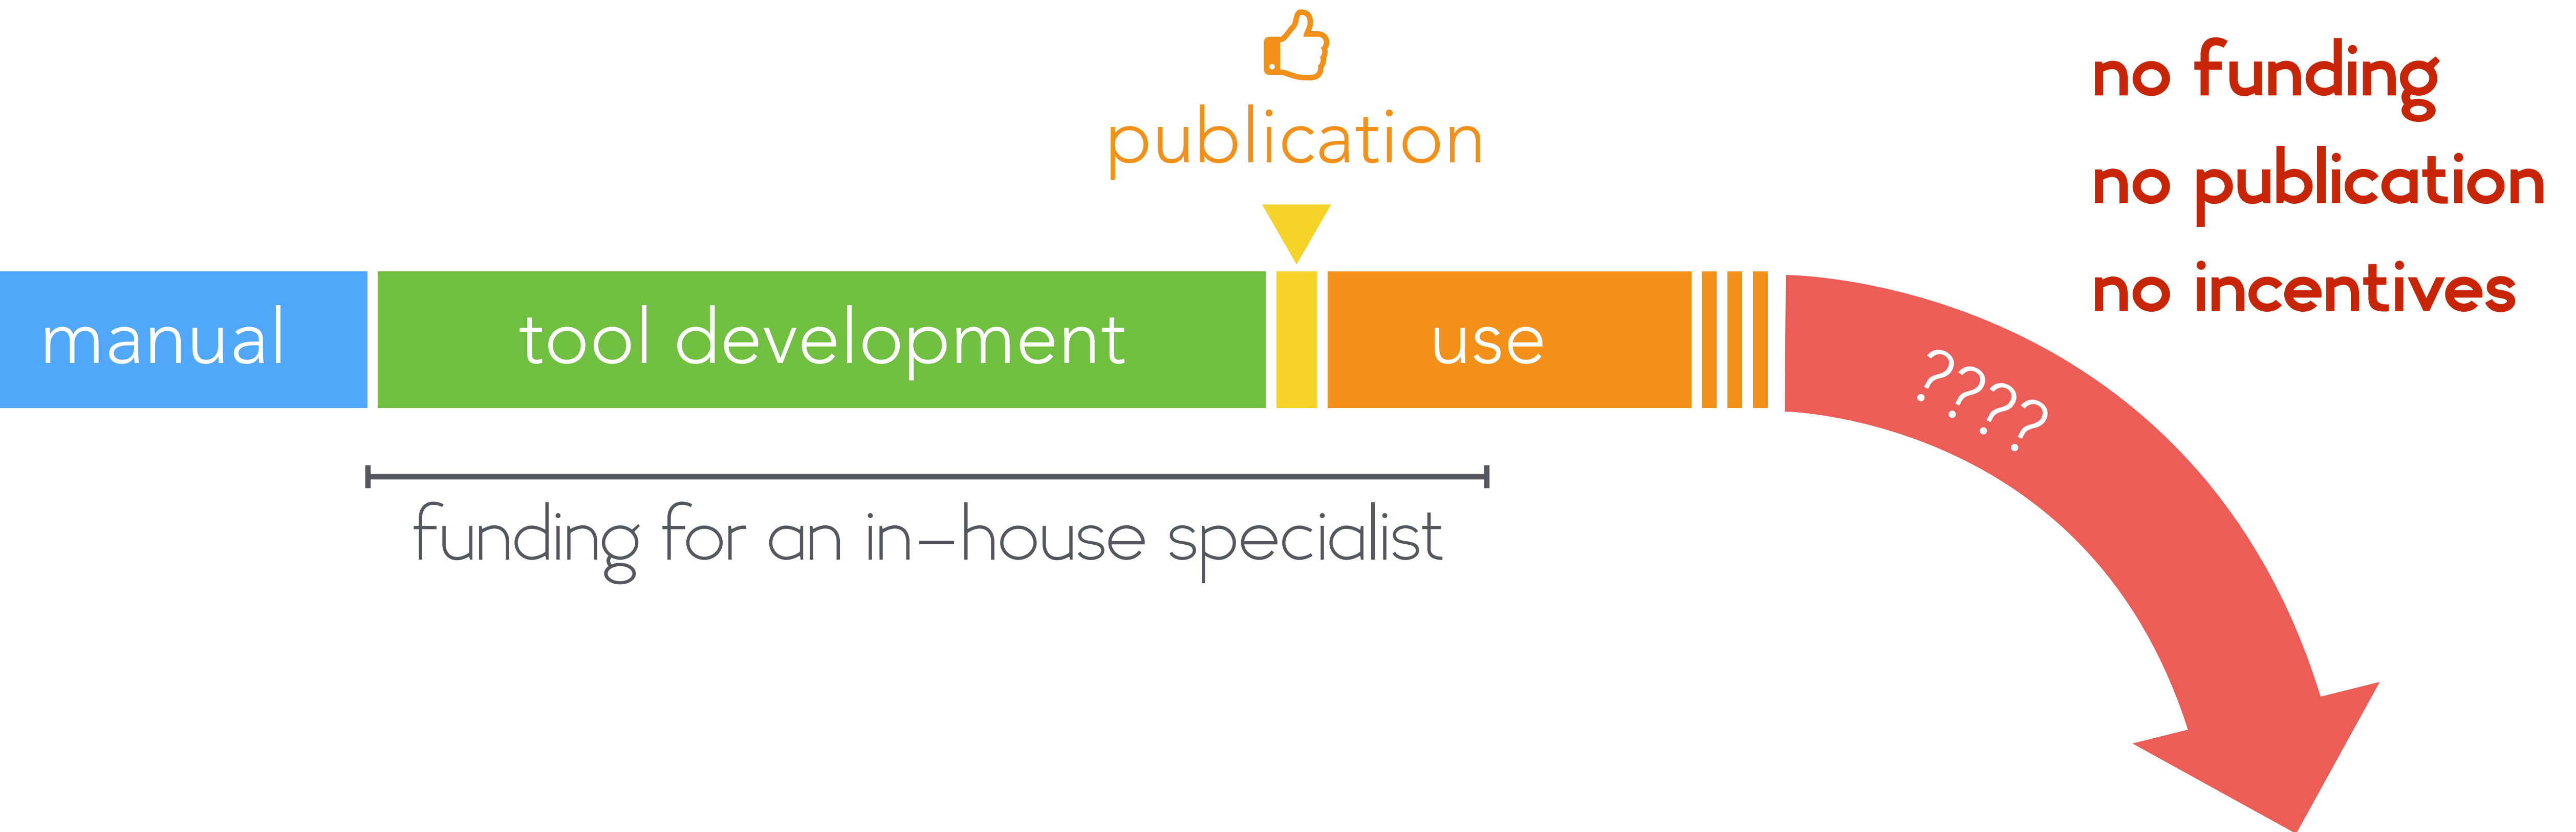 publication
no funding
no publication
no incentives
manual
tool development
use
????
funding for an in-house specialist